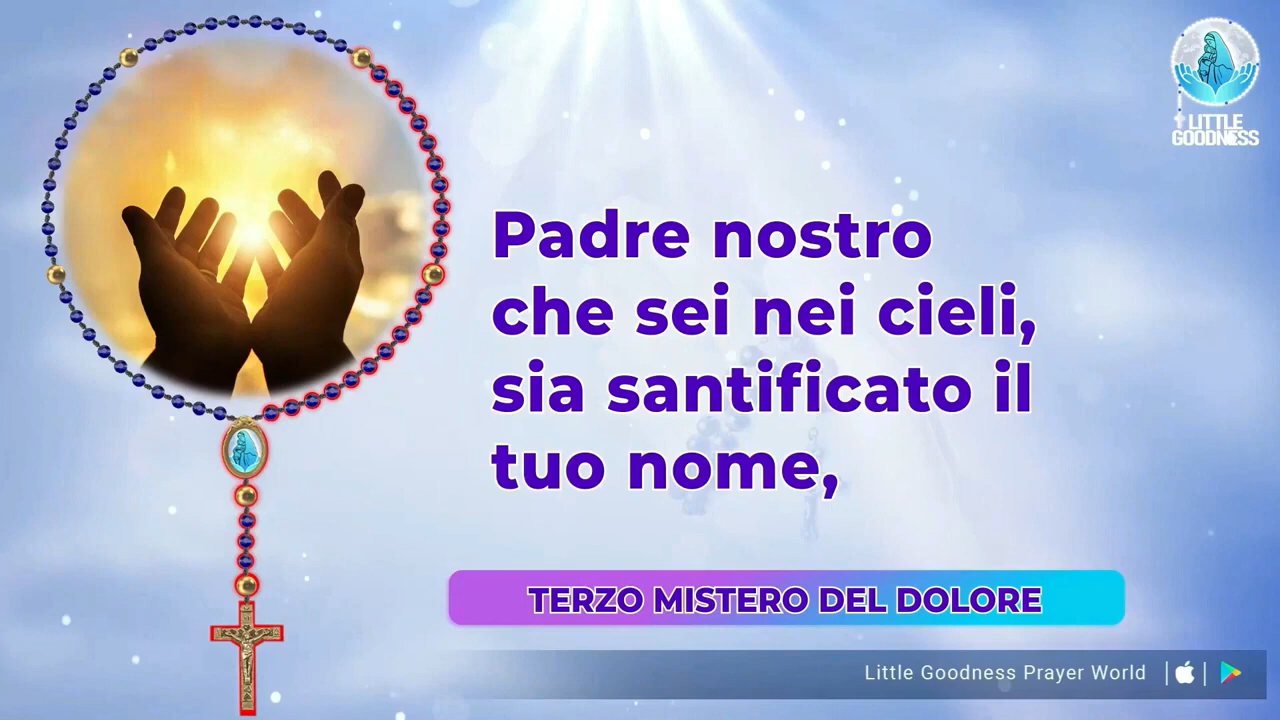 LITTLE
GOODNESS
Padre nostro
che sei nei cieli,
sia santificato il
tuo nome,
TERZO MISTERO DEL DOLORE
Little Goodness Prayer World